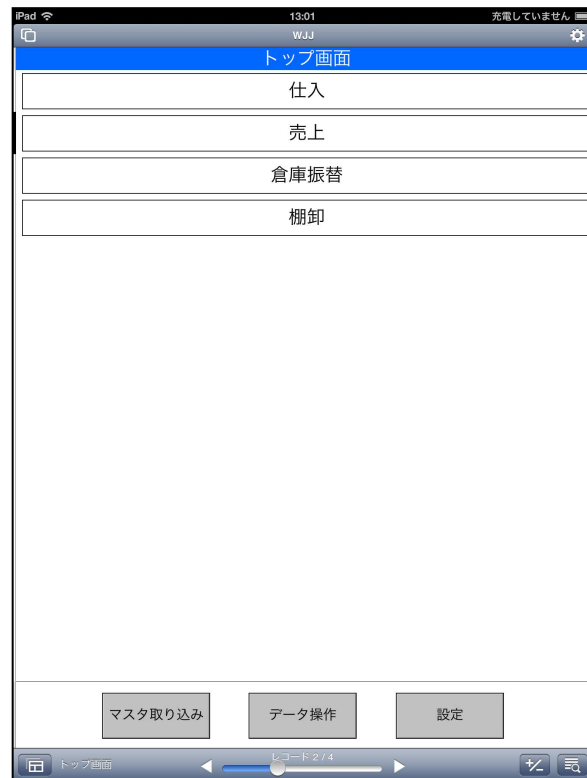 iPad 13:01 充電していません
WJJ
トップ画面
仕入
売上
倉庫振替
棚卸
マスタ取り込み データ操作 設定
トップ画面 レコード 2 / 4